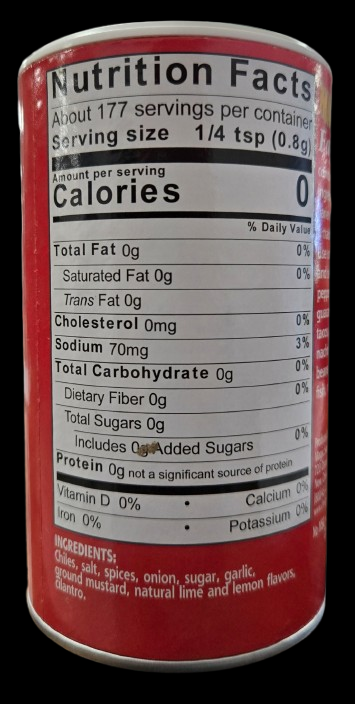 Nutrition Facts
About 177 servings per container
Serving size 1/4 tsp (0.8g)
Amount per serving
Calories 0
% Daily Value
Total Fat 0g 0%
Saturated Fat 0g 0%
Trans Fat 0g
Cholesterol 0mg 0%
Sodium 70mg 3%
Total Carbohydrate 0g 0%
Dietary Fiber 0g 0%
Total Sugars 0g
Includes 0g Added Sugars 0%
Protein 0g not a significant source of protein
Vitamin D 0% • Calcium 0%
Iron 0% • Potassium 0%
INGREDIENTS:
Chiles, salt, spices, onion, sugar, garlic,
ground mustard, natural lime and lemon flavors,
cilantro.